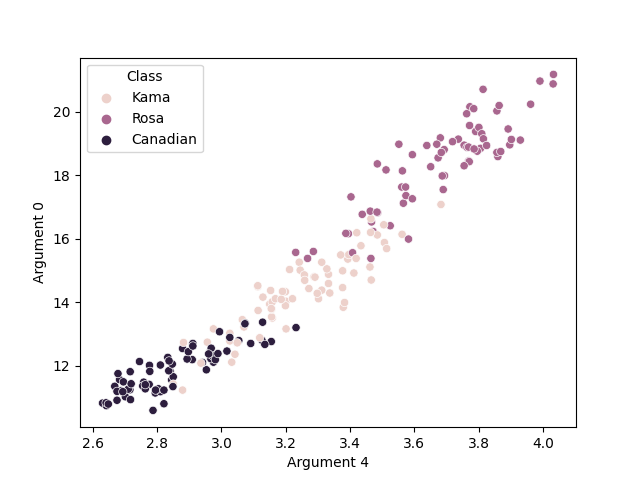 Class
Kama
Rosa
Canadian
Argument 0
20
18
16
14
12
2.6 2.8 3.0 3.2 3.4 3.6 3.8 4.0
Argument 4